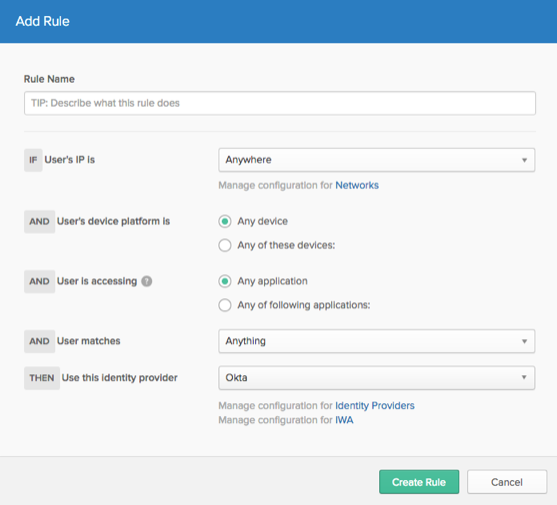 Add Rule
Rule Name
TIP: Describe what this rule does
IF User's IP is Anywhere
Manage configuration for Networks
AND User's device platform is Any device
Any of these devices:
AND User is accessing ? Any application
Any of following applications:
AND User matches Anything
THEN Use this identity provider Okta
Manage configuration for Identity Providers
Manage configuration for IWA
Create Rule Cancel